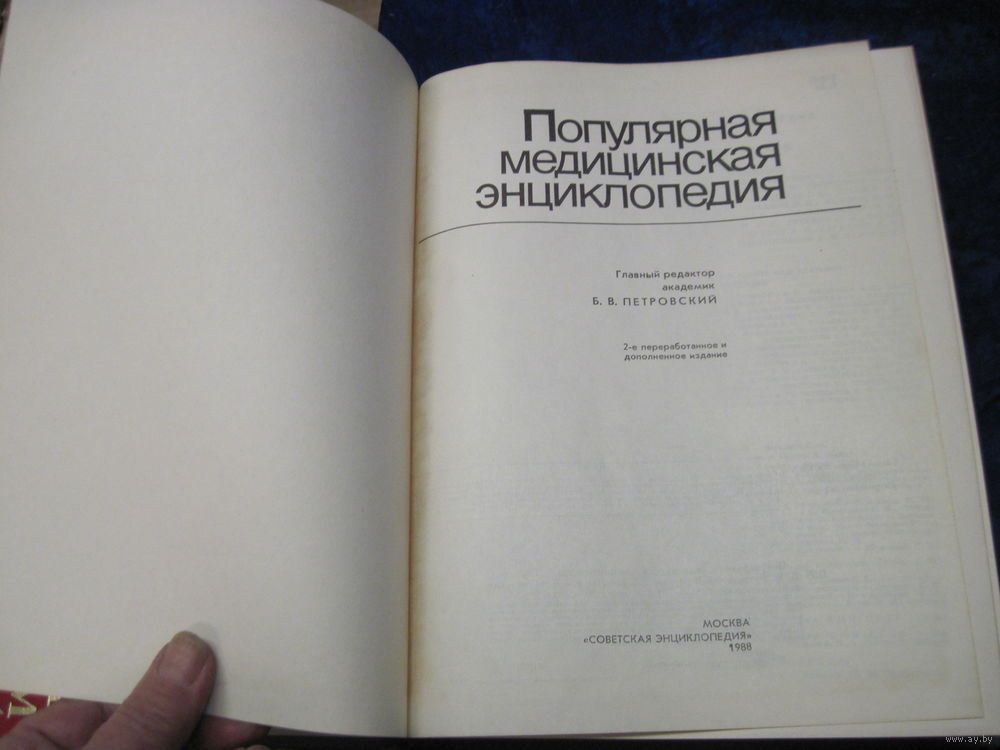 Популярная
медицинская
энциклопедия
Главный редактор
академик
Б. В. ПЕТРОВСКИЙ
2-е переработанное и
дополненное издание
МОСКВА
«СОВЕТСКАЯ ЭНЦИКЛОПЕДИЯ»
1988
www.ay.by